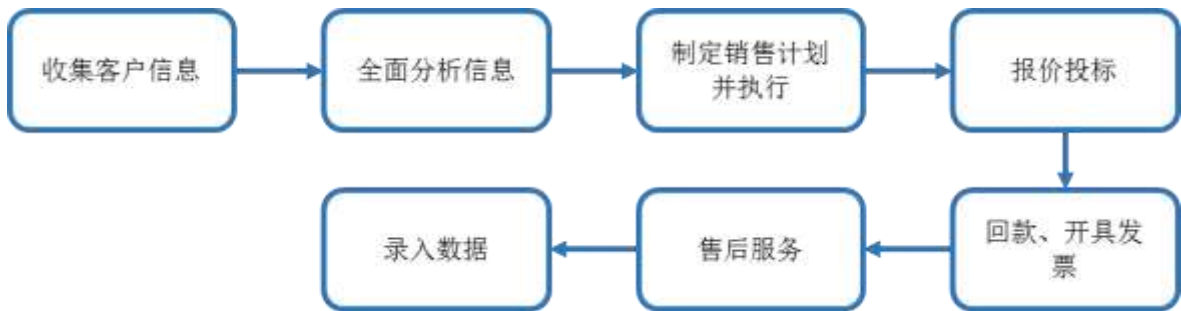 收集客户信息
全面分析信息
制定销售计划
并执行
报价投标
回款、开具发
票
售后服务
录入数据